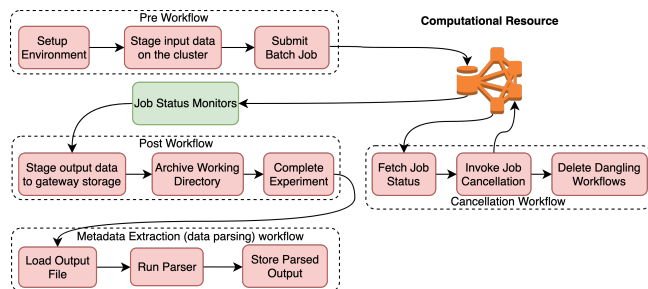 Pre Workflow
Setup
Environment
Stage input data
on the cluster
Submit
Batch Job
Computational Resource
Job Status Monitors
Post Workflow
Stage output data
to gateway storage
Archive Working
Directory
Complete
Experiment
Fetch Job
Status
Invoke Job
Cancellation
Delete Dangling
Workflows
Cancellation Workflow
Metadata Extraction (data parsing) workflow
Load Output
File
Run Parser
Store Parsed
Output